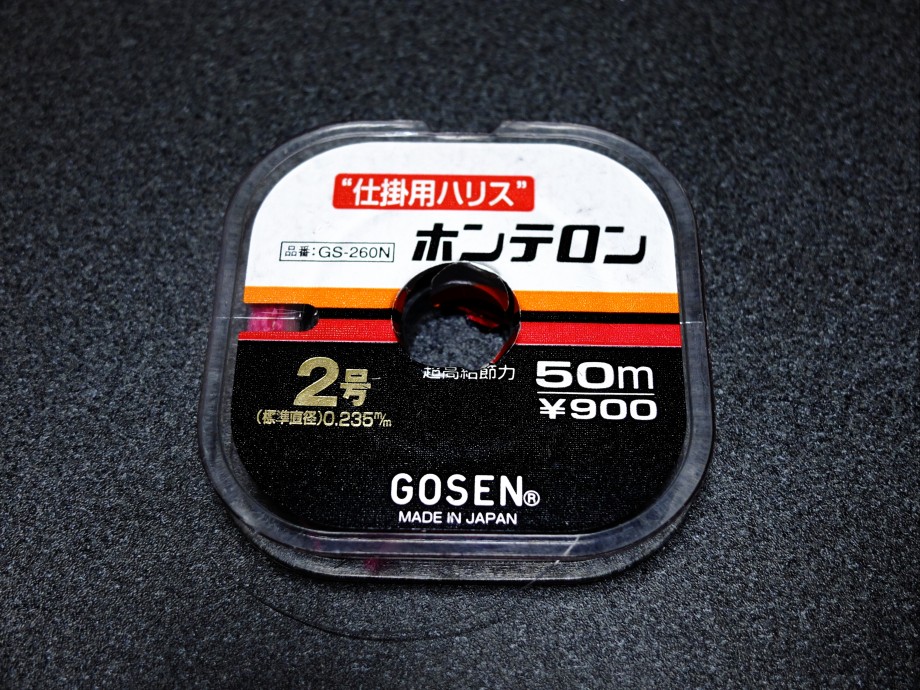 “仕掛用ハリス”
品番:GS-260N
ホンテロン
2号
(標準直径)0.235m/m
超高結節力
50m
¥900
GOSEN®
MADE IN JAPAN